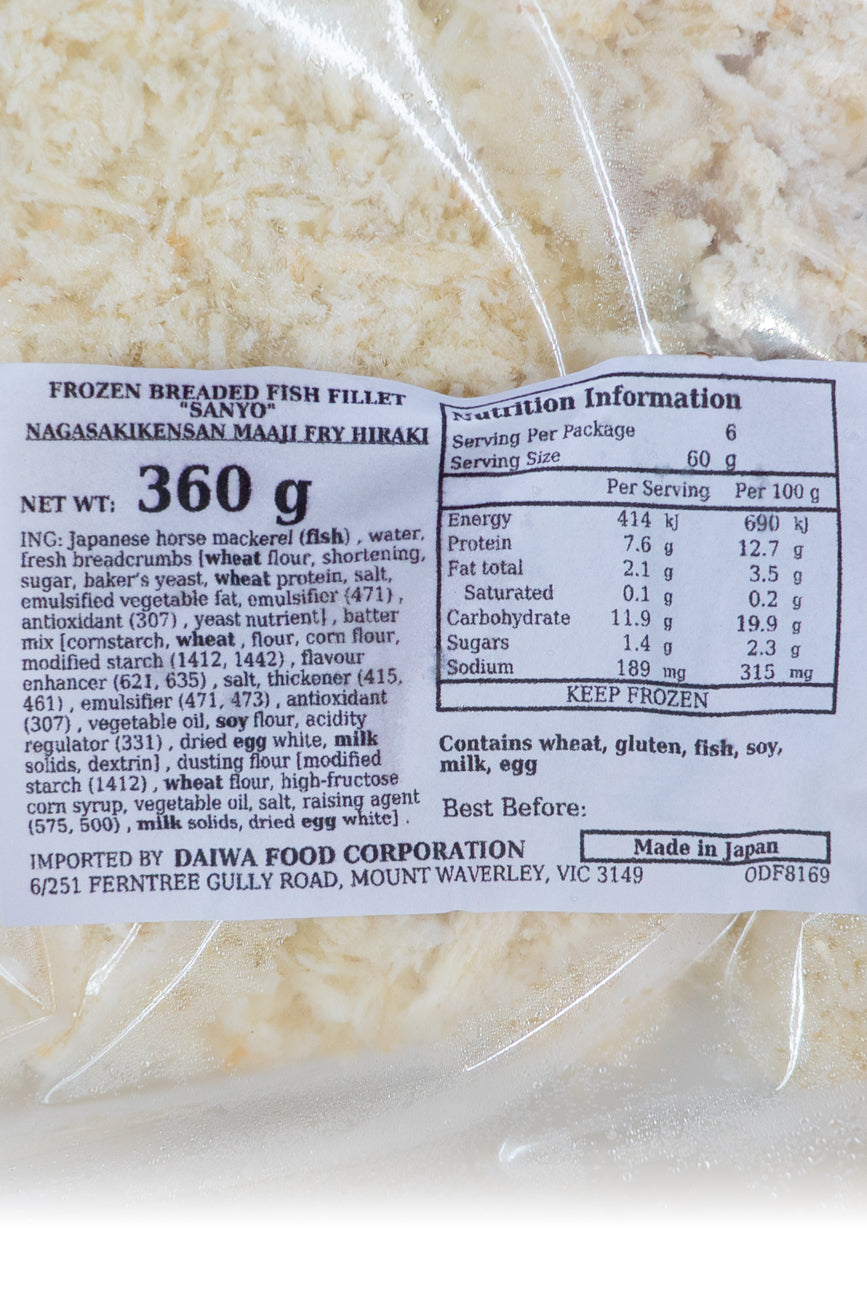 FROZEN BREADED FISH FILLET
"SANYO"
NAGASAKIKENSAN MAAJI FRY HIRAKI
NET WT: 360 g
ING: Japanese horse mackerel (fish) , water,
fresh breadcrumbs [wheat flour, shortening,
sugar, baker's yeast, wheat protein, salt,
emulsified vegetable fat, emulsifier (471) ,
antioxidant (307) , yeast nutrient] , batter
mix [cornstarch, wheat , flour, corn flour,
modified starch (1412, 1442) , flavour
enhancer (621, 635) , salt, thickener (415,
461) , emulsifier (471, 473) , antioxidant
(307) , vegetable oil, soy flour, acidity
regulator (331) , dried egg white, milk
solids, dextrin] , dusting flour [modified
starch (1412) , wheat flour, high-fructose
corn syrup, vegetable oil, salt, raising agent
(575, 500) , milk solids, dried egg white] .
Nutrition Information
Serving Per Package 6
Serving Size 60 g
Per Serving Per 100 g
Energy 414 kJ 690 kJ
Protein 7.6 g 12.7 g
Fat total 2.1 g 3.5 g
Saturated 0.1 g 0.2 g
Carbohydrate 11.9 g 19.9 g
Sugars 1.4 g 2.3 g
Sodium 189 mg 315 mg
KEEP FROZEN
Contains wheat, gluten, fish, soy,
milk, egg
Best Before:
Made in Japan
IMPORTED BY DAIWA FOOD CORPORATION
6/251 FERNTREE GULLY ROAD, MOUNT WAVERLEY, VIC 3149
ODF8169